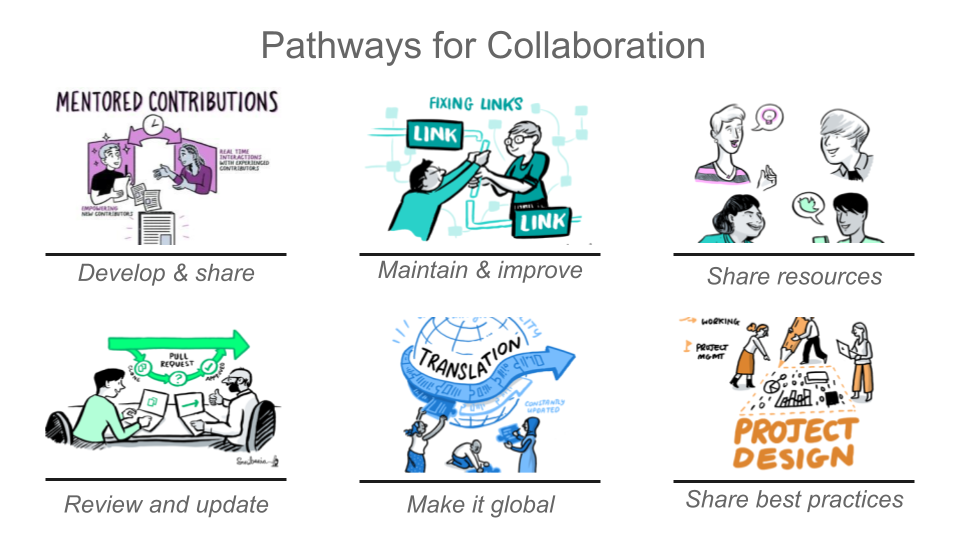 Pathways for Collaboration
MENTORED CONTRIBUTIONS
REAL TIME
INTERACTIONS
WITH EXPERIENCED
CONTRIBUTORS
EMPOWERING
NEW CONTRIBUTORS
Develop & share
FIXING LINKS
LINK
LINK
Maintain & improve
Share resources
PULL
REQUEST
CLONE
?
APPROVED
Review and update
TRANSLATION
CONSTANTLY
UPDATED
Make it global
WORKING
PROJECT
MGMT
PROJECT
DESIGN
Share best practices